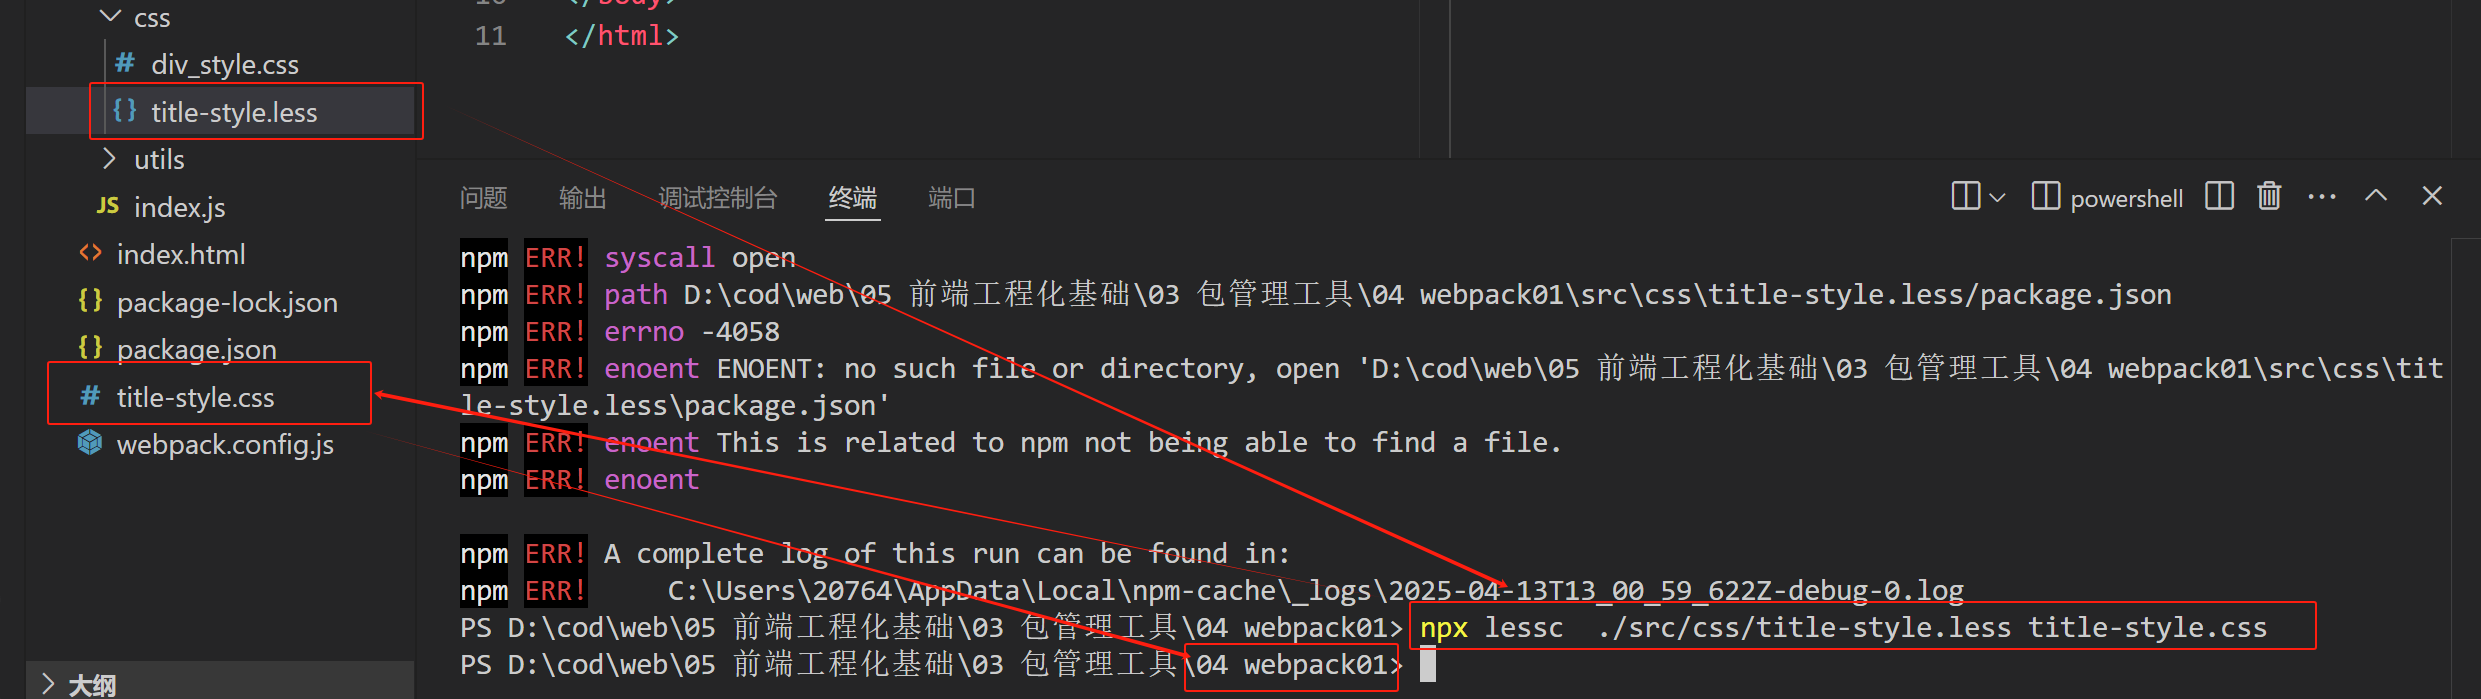 css
div_style.css
title-style.less
utils
JS index.js
index.html
package-lock.json
package.json
title-style.css
webpack.config.js
大纲
10 </body>
11 </html>
问题 输出 调试控制台 终端 端口
powershell
npm ERR! syscall open
npm ERR! path D:\cod\web\05 前端工程化基础\03 包管理工具\04 webpack01\src\css\title-style.less/package.json
npm ERR! errno -4058
npm ERR! enoent ENOENT: no such file or directory, open 'D:\cod\web\05 前端工程化基础\03 包管理工具\04 webpack01\src\css\tit
le-style.less\package.json'
npm ERR! enoent This is related to npm not being able to find a file.
npm ERR! enoent
npm ERR! A complete log of this run can be found in:
npm ERR!     C:\Users\20764\AppData\Local\npm-cache\_logs\2025-04-13T13_00_59_622Z-debug-0.log
PS D:\cod\web\05 前端工程化基础\03 包管理工具\04 webpack01> npx lessc  ./src/css/title-style.less title-style.css
PS D:\cod\web\05 前端工程化基础\03 包管理工具\04 webpack01>